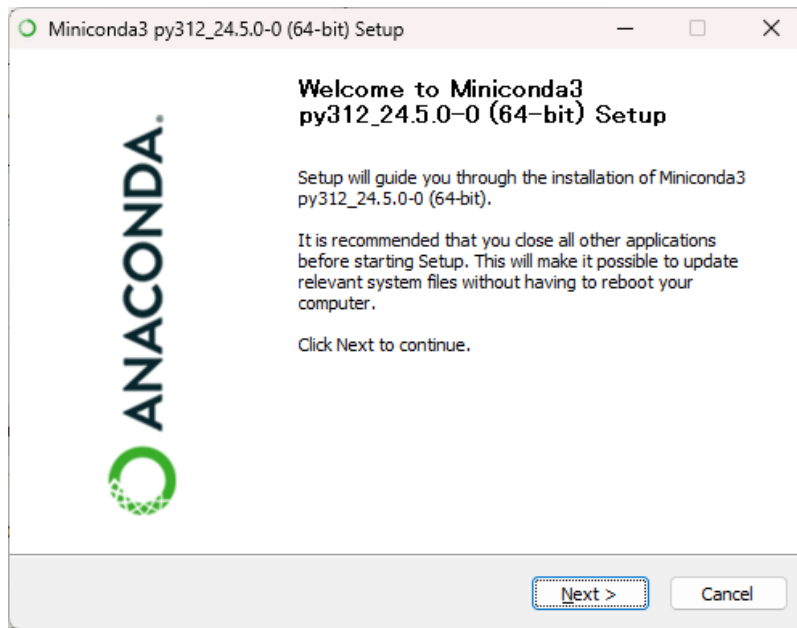 Miniconda3 py312_24.5.0-0 (64-bit) Setup
Welcome to Miniconda3
py312_24.5.0-0 (64-bit) Setup
Setup will guide you through the installation of Miniconda3
py312_24.5.0-0 (64-bit).
It is recommended that you close all other applications
before starting Setup. This will make it possible to update
relevant system files without having to reboot your
computer.
Click Next to continue.
ANACONDA.
Next >
Cancel